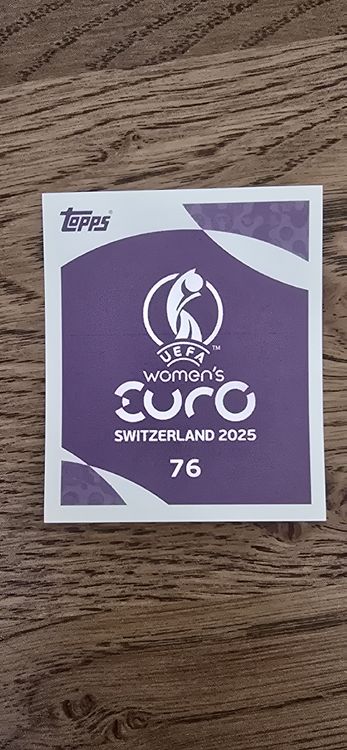 topps
UEFA
women's
euro
SWITZERLAND 2025
76